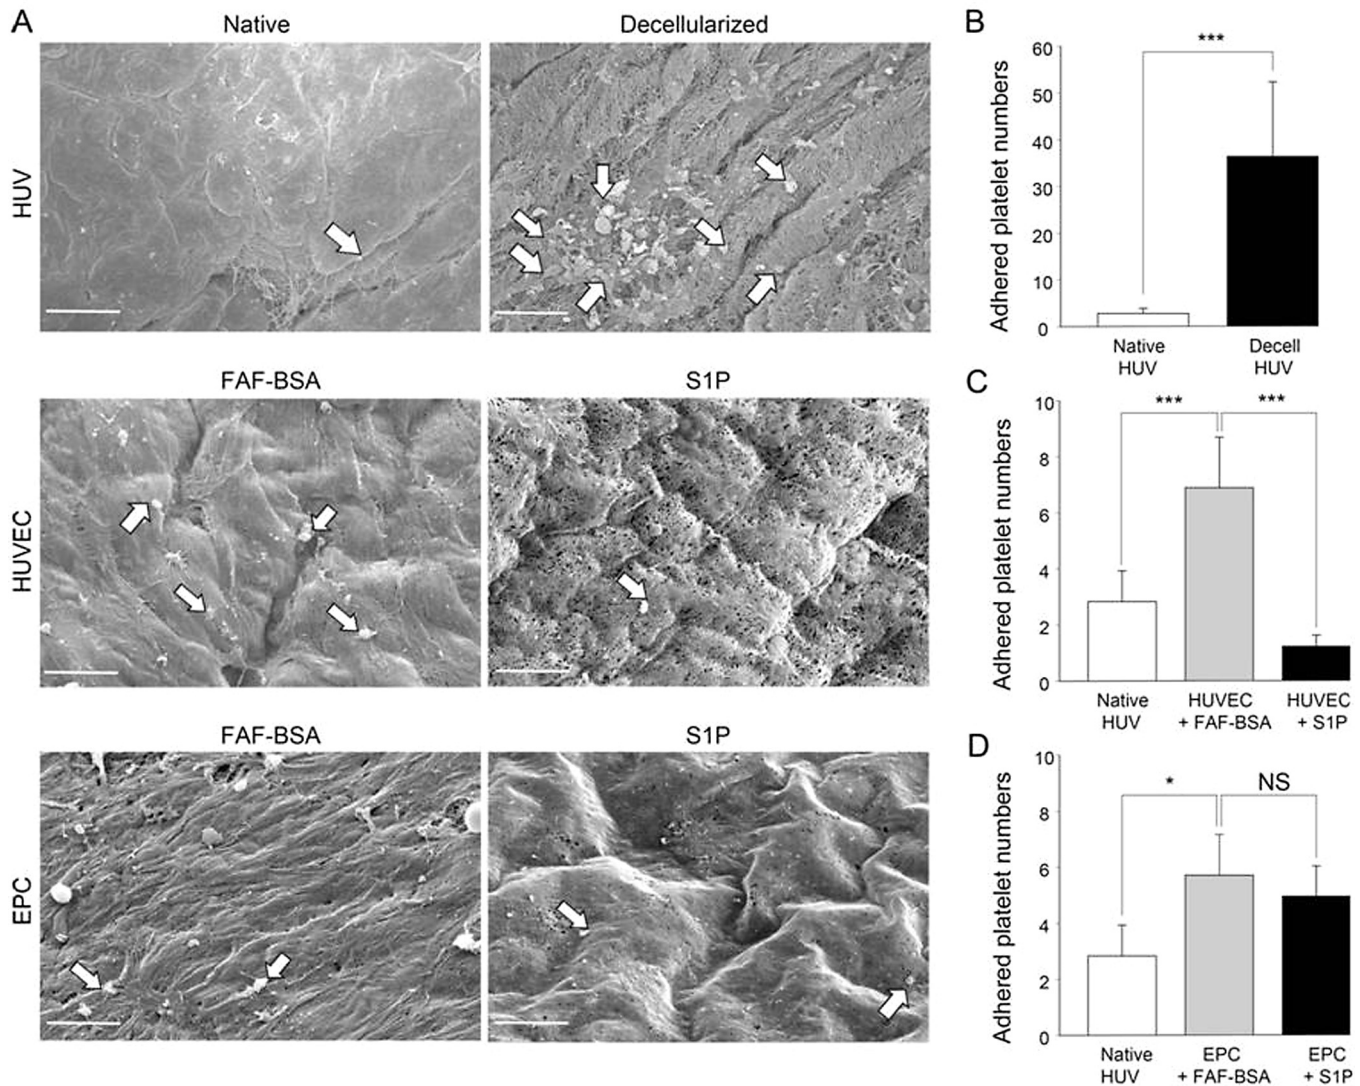 A
Native
Decellularized
HUV
FAF-BSA
S1P
HUVEC
FAF-BSA
S1P
EPC
B
Adhered platelet numbers
60
50
40
30
20
10
0
***
Native
HUV
Decell
HUV
C
Adhered platelet numbers
10
8
6
4
2
0
***
***
Native
HUV
HUVEC
+ FAF-BSA
HUVEC
+ S1P
D
Adhered platelet numbers
10
8
6
4
2
0
*
NS
Native
HUV
EPC
+ FAF-BSA
EPC
+ S1P